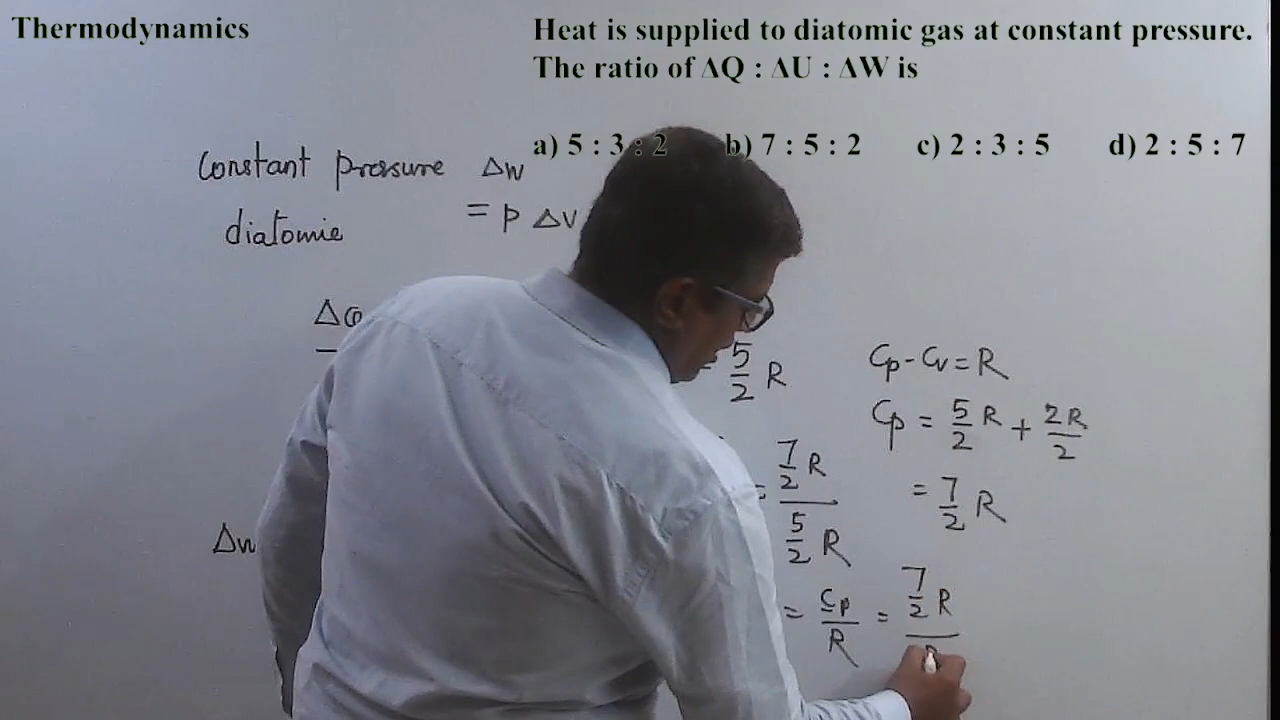 Thermodynamics
Heat is supplied to diatomic gas at constant pressure.
The ratio of ΔQ : ΔU : ΔW is
a) 5 : 3 : 2 b) 7 : 5 : 2 c) 2 : 3 : 5 d) 2 : 5 : 7
Constant pressure ΔW
= P ΔV
diatomic
ΔQ
5/2 R
Cp - Cv = R
Cp = 5/2 R + 2R/2
= 7/2 R
= 7/2 R / 5/2 R
ΔW
= Cp/R = 7/2 R